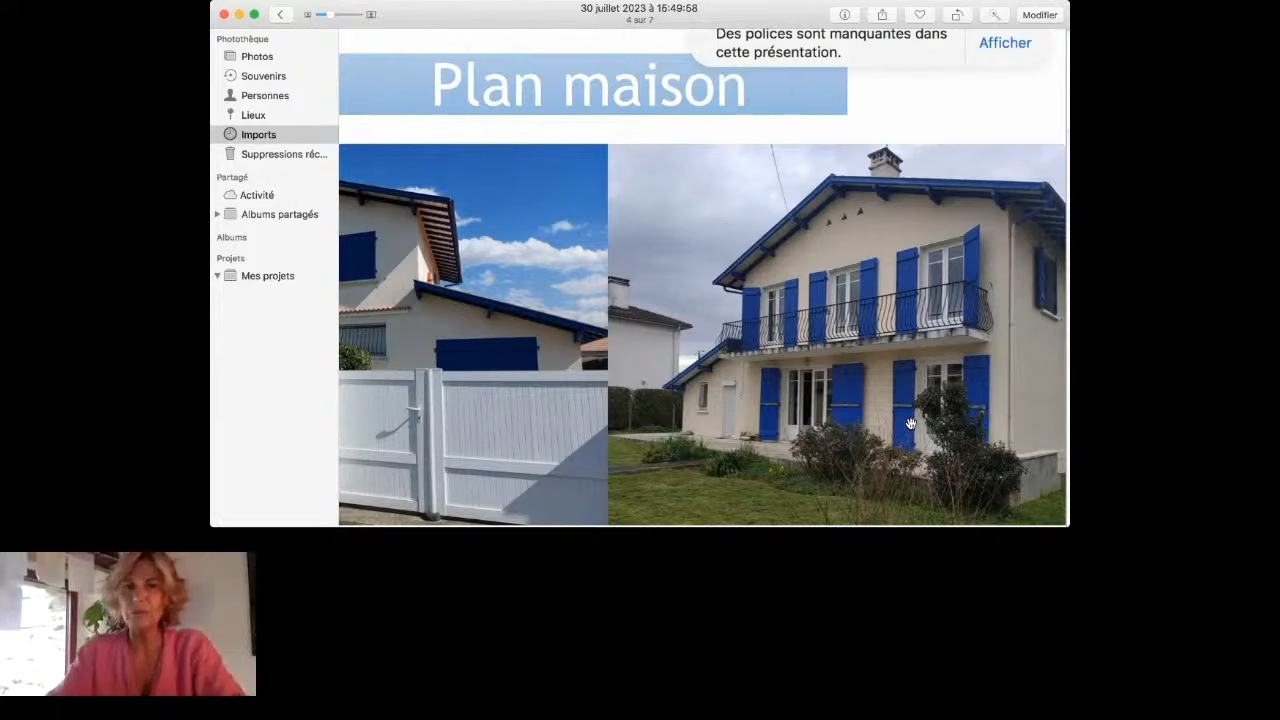 30 juillet 2023 à 16:49:58
4 sur 7
Modifier
Photothèque
Photos
Souvenirs
Personnes
Lieux
Imports
Suppressions réc...
Partagé
Activité
Albums partagés
Albums
Projets
Mes projets
Des polices sont manquantes dans
cette présentation.
Afficher
Plan maison